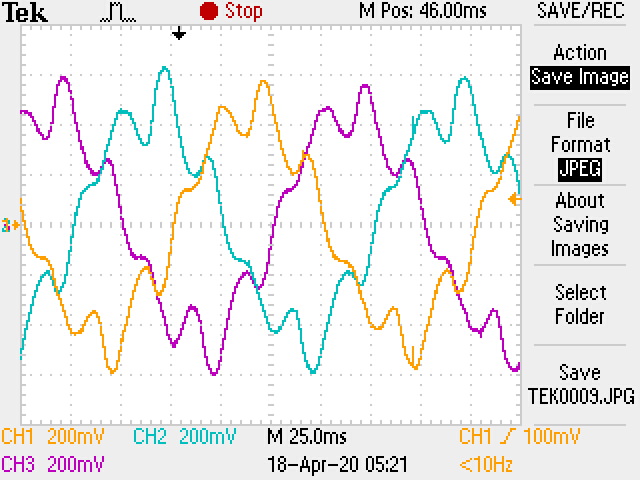 Tek Stop M Pos: 46.00ms SAVE/REC
Action
Save Image
File
Format
JPEG
About
Saving
Images
Select
Folder
Save
TEK0009.JPG
3
CH1 200mV CH2 200mV M 25.0ms CH1 100mV
CH3 200mV 18-Apr-20 05:21 <10Hz